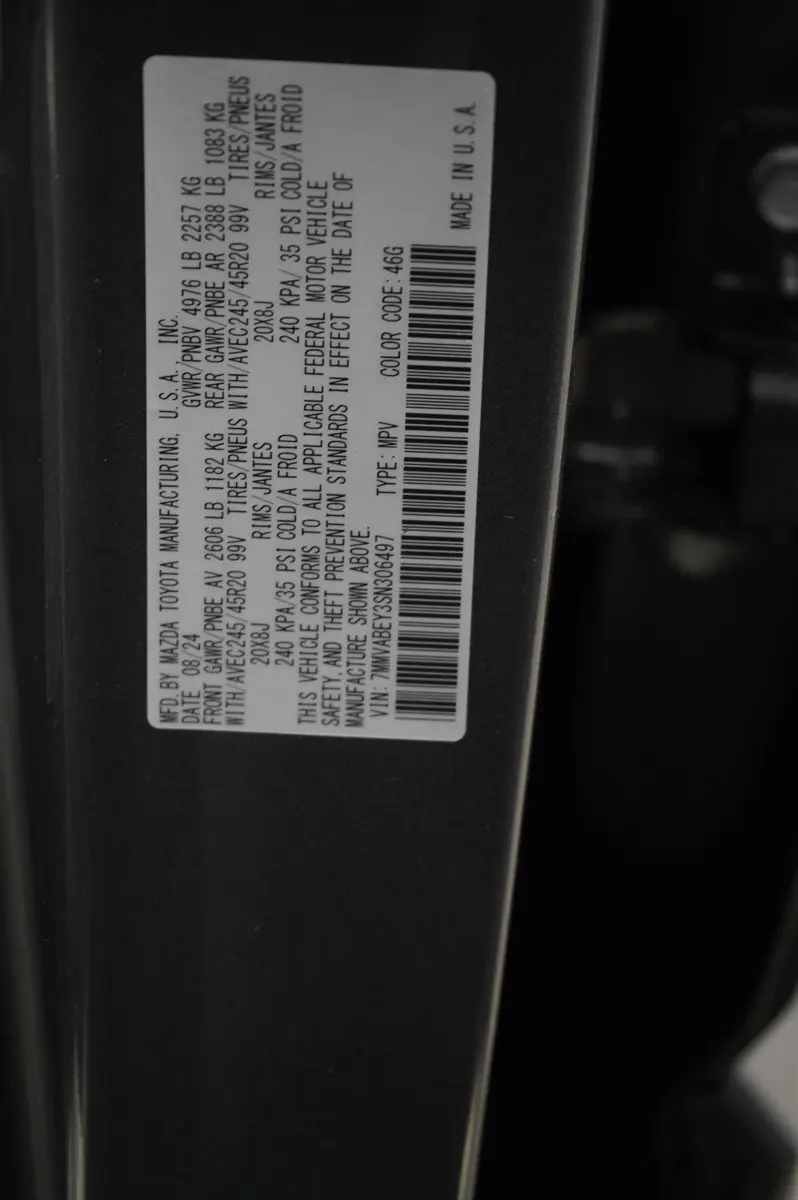 MFD. BY MAZDA TOYOTA MANUFACTURING, U.S.A., INC.
DATE 08/24 GVWR/PNBV 4976 LB 2257 KG
FRONT GAWR/PNBE AV 2606 LB 1182 KG REAR GAWR/PNBE AR 2388 LB 1083 KG
WITH/AVEC245/45R20 99V TIRES/PNEUS WITH/AVEC245/45R20 99V TIRES/PNEUS
20X8J RIMS/JANTES 20X8J RIMS/JANTES
240 KPA/35 PSI COLD/A FROID 240 KPA/ 35 PSI COLD/A FROID
THIS VEHICLE CONFORMS TO ALL APPLICABLE FEDERAL MOTOR VEHICLE
SAFETY, AND THEFT PREVENTION STANDARDS IN EFFECT ON THE DATE OF
MANUFACTURE SHOWN ABOVE.
VIN: 7MMVABEY3SN306497 TYPE: MPV COLOR CODE: 46G
MADE IN U.S.A.